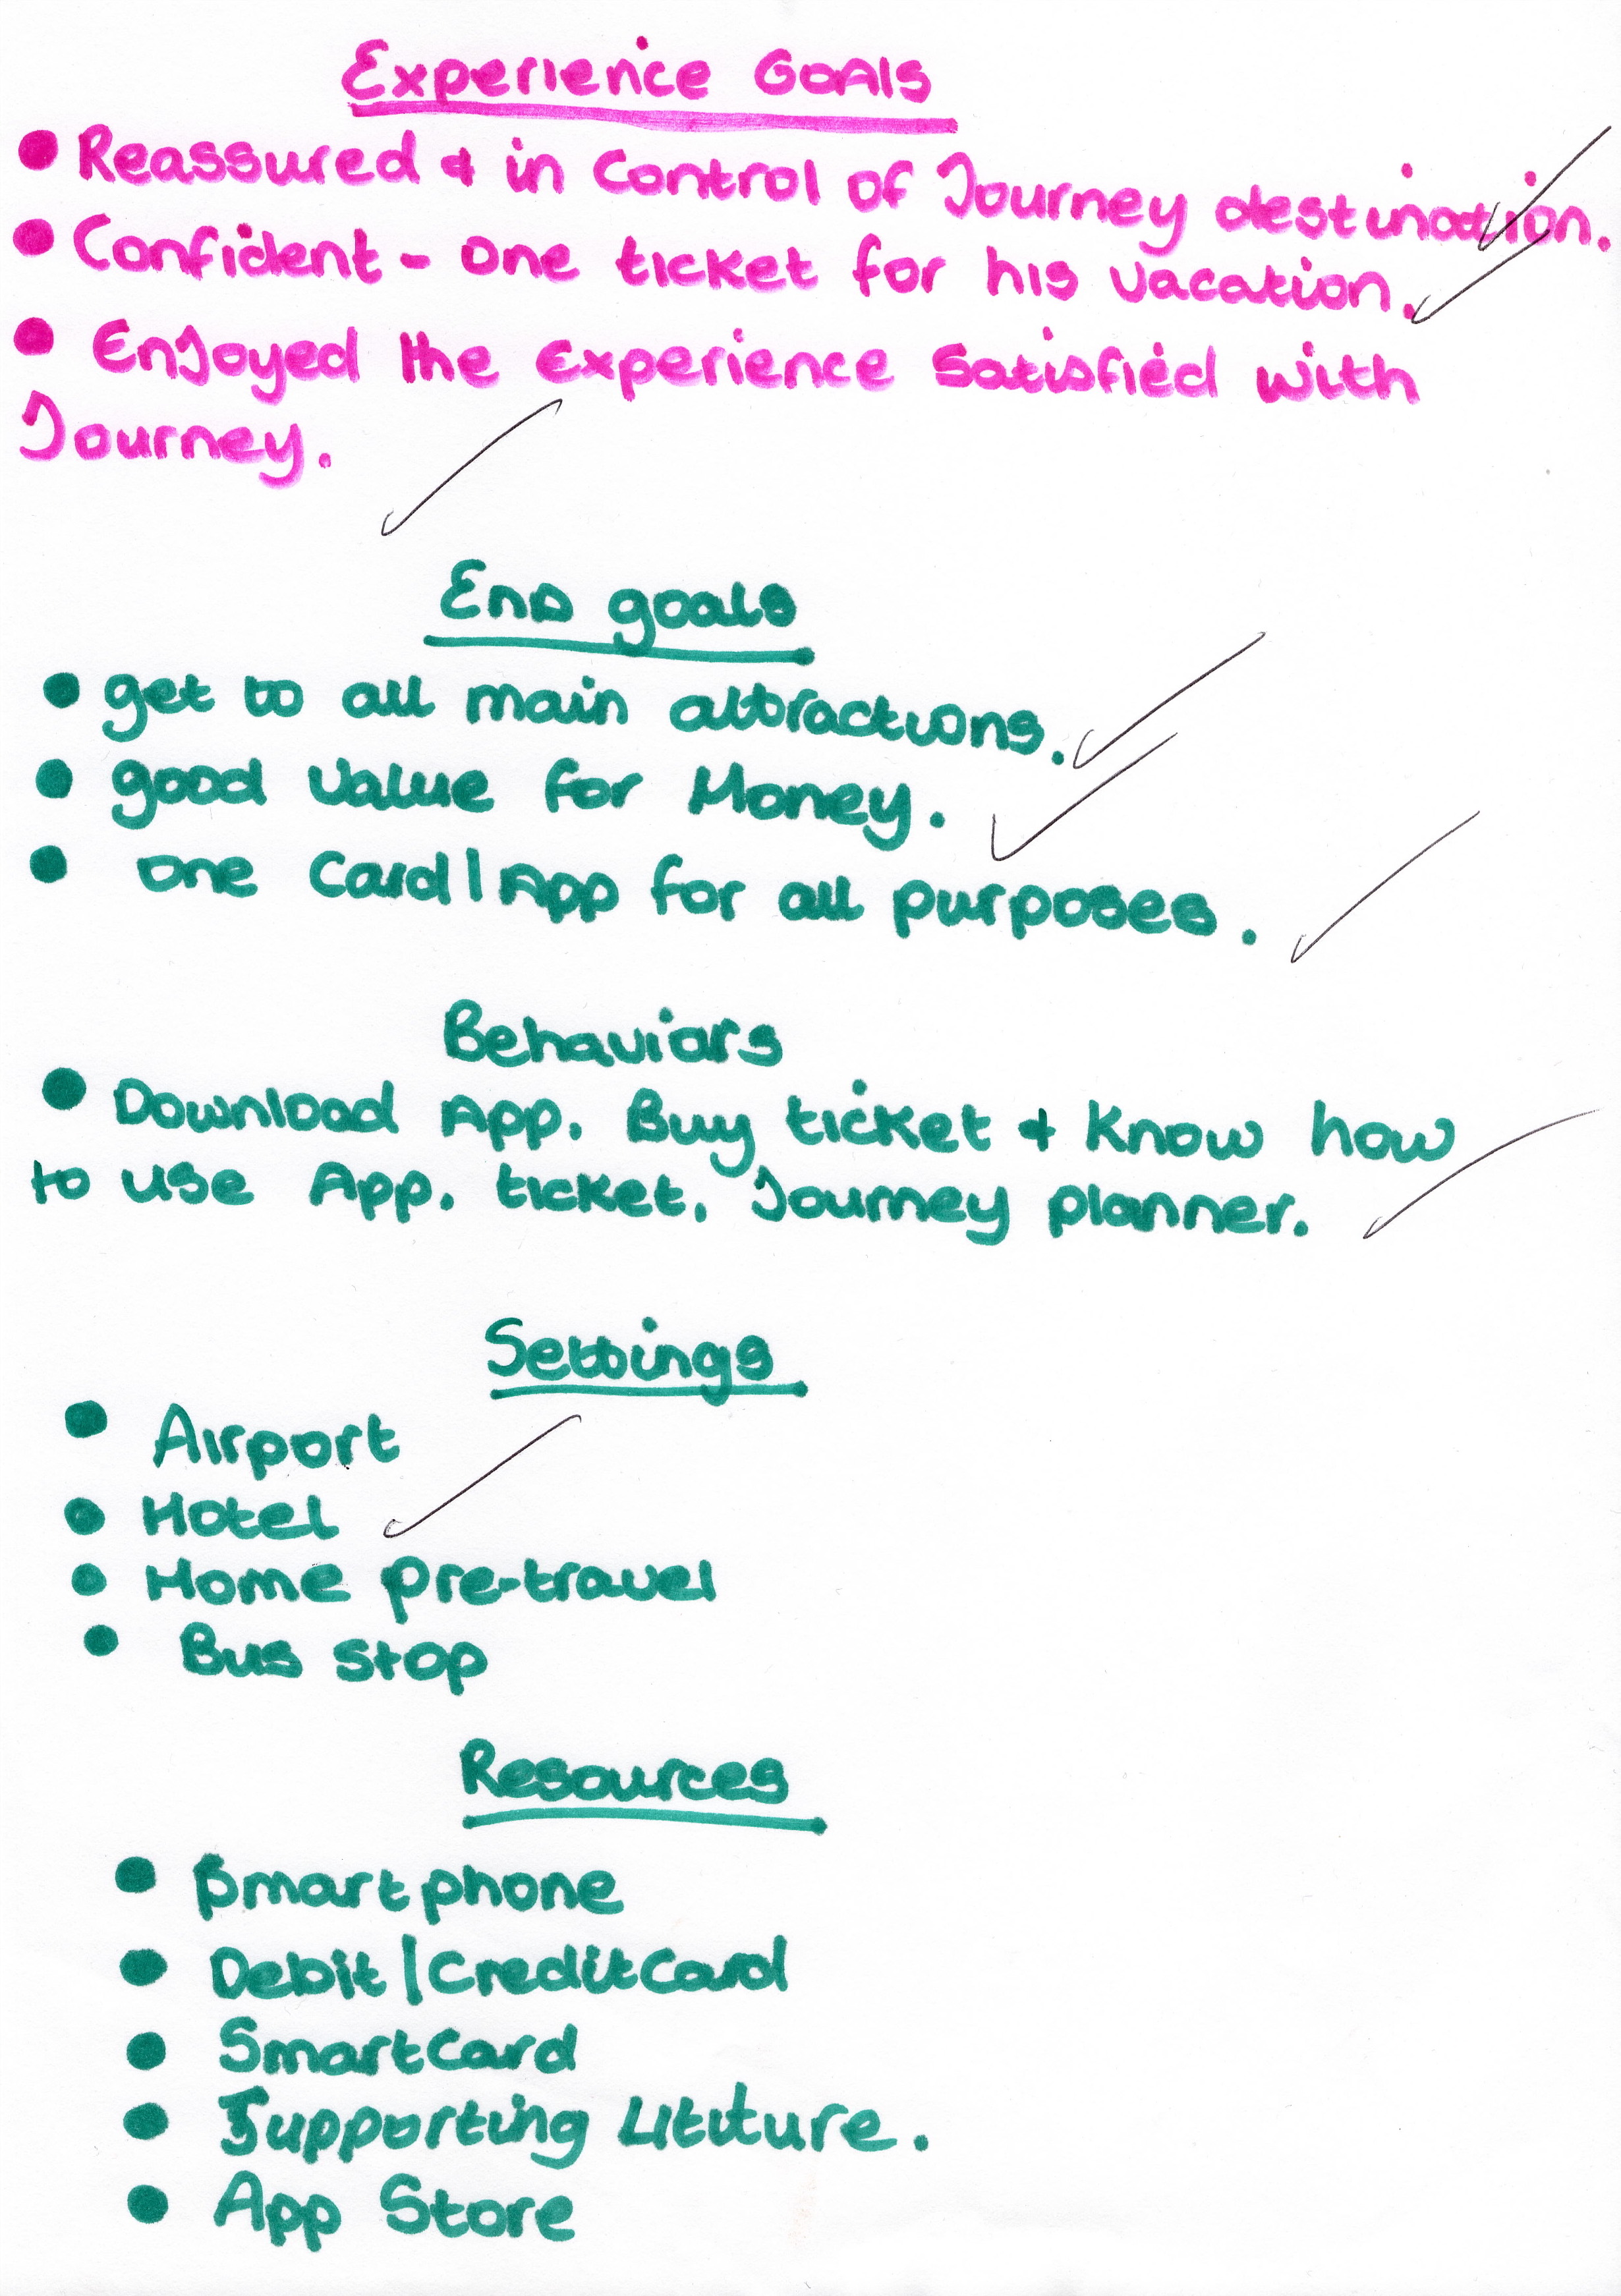 Experience Goals
• Reassured & in Control of Journey destination.
• Confident - one ticket for his vacation.
• Enjoyed the Experience Satisfied with
Journey.
End goals
• get to all main attractions.
• good value for Money.
• one Card/App for all purposes.
Behaviors
• Download App. Buy ticket & know how
to use App. ticket. Journey planner.
Settings
• Airport
• Hotel
• Home pre-travel
• Bus stop
Resources
• Smartphone
• Debit/Credit Card
• SmartCard
• Supporting Lititure.
• App Store